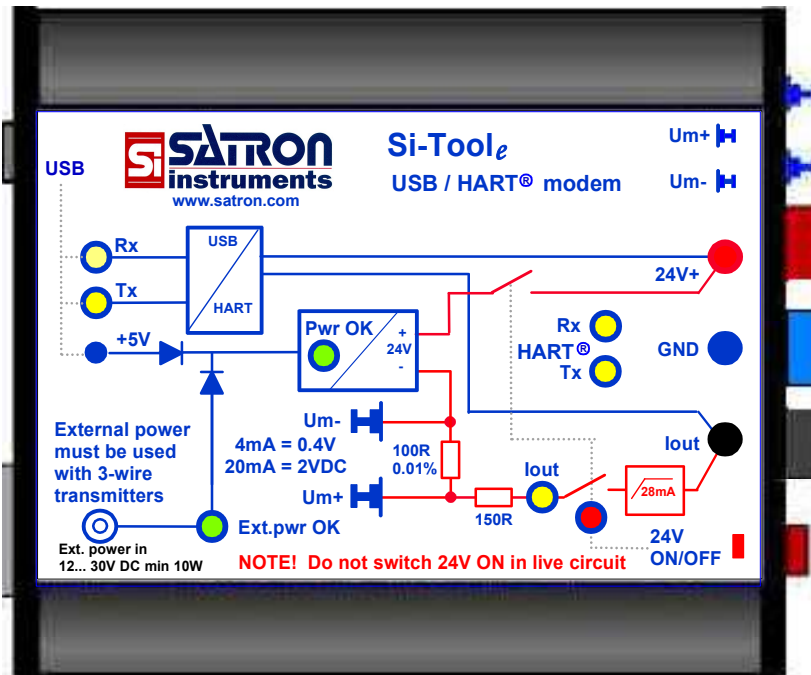 Si SATRON
instruments
www.satron.com
Si-Toole
USB / HART® modem
Um+
Um-
USB
Rx
Tx
USB
HART
24V+
+5V
Pwr OK
+
24V
-
Rx
HART®
Tx
GND
External power
must be used
with 3-wire
transmitters
Um-
4mA = 0.4V
20mA = 2VDC
Um+
100R
0.01%
150R
Iout
28mA
Iout
Ext.pwr OK
24V
ON/OFF
Ext. power in
12... 30V DC min 10W
NOTE! Do not switch 24V ON in live circuit